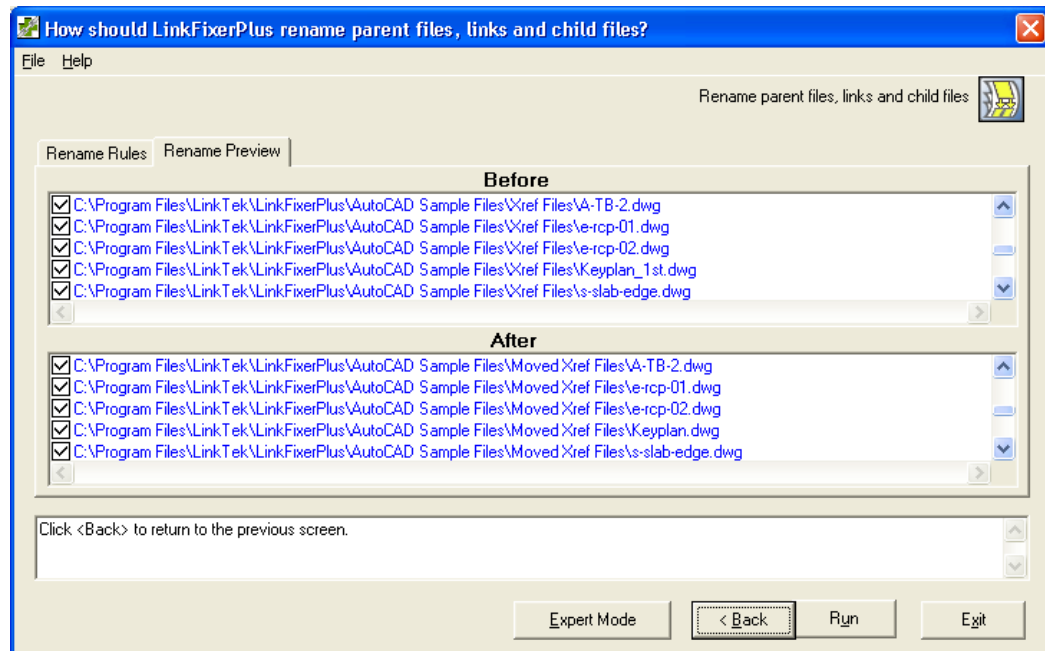 How should LinkFixerPlus rename parent files, links and child files?
File Help
Rename parent files, links and child files
Rename Rules Rename Preview
Before
C:\Program Files\LinkTek\LinkFixerPlus\AutoCAD Sample Files\Xref Files\A-TB-2.dwg
C:\Program Files\LinkTek\LinkFixerPlus\AutoCAD Sample Files\Xref Files\e-rcp-01.dwg
C:\Program Files\LinkTek\LinkFixerPlus\AutoCAD Sample Files\Xref Files\e-rcp-02.dwg
C:\Program Files\LinkTek\LinkFixerPlus\AutoCAD Sample Files\Xref Files\Keyplan_1st.dwg
C:\Program Files\LinkTek\LinkFixerPlus\AutoCAD Sample Files\Xref Files\s-slab-edge.dwg
After
C:\Program Files\LinkTek\LinkFixerPlus\AutoCAD Sample Files\Moved Xref Files\A-TB-2.dwg
C:\Program Files\LinkTek\LinkFixerPlus\AutoCAD Sample Files\Moved Xref Files\e-rcp-01.dwg
C:\Program Files\LinkTek\LinkFixerPlus\AutoCAD Sample Files\Moved Xref Files\e-rcp-02.dwg
C:\Program Files\LinkTek\LinkFixerPlus\AutoCAD Sample Files\Moved Xref Files\Keyplan.dwg
C:\Program Files\LinkTek\LinkFixerPlus\AutoCAD Sample Files\Moved Xref Files\s-slab-edge.dwg
Click <Back> to return to the previous screen.
Expert Mode < Back Run Exit